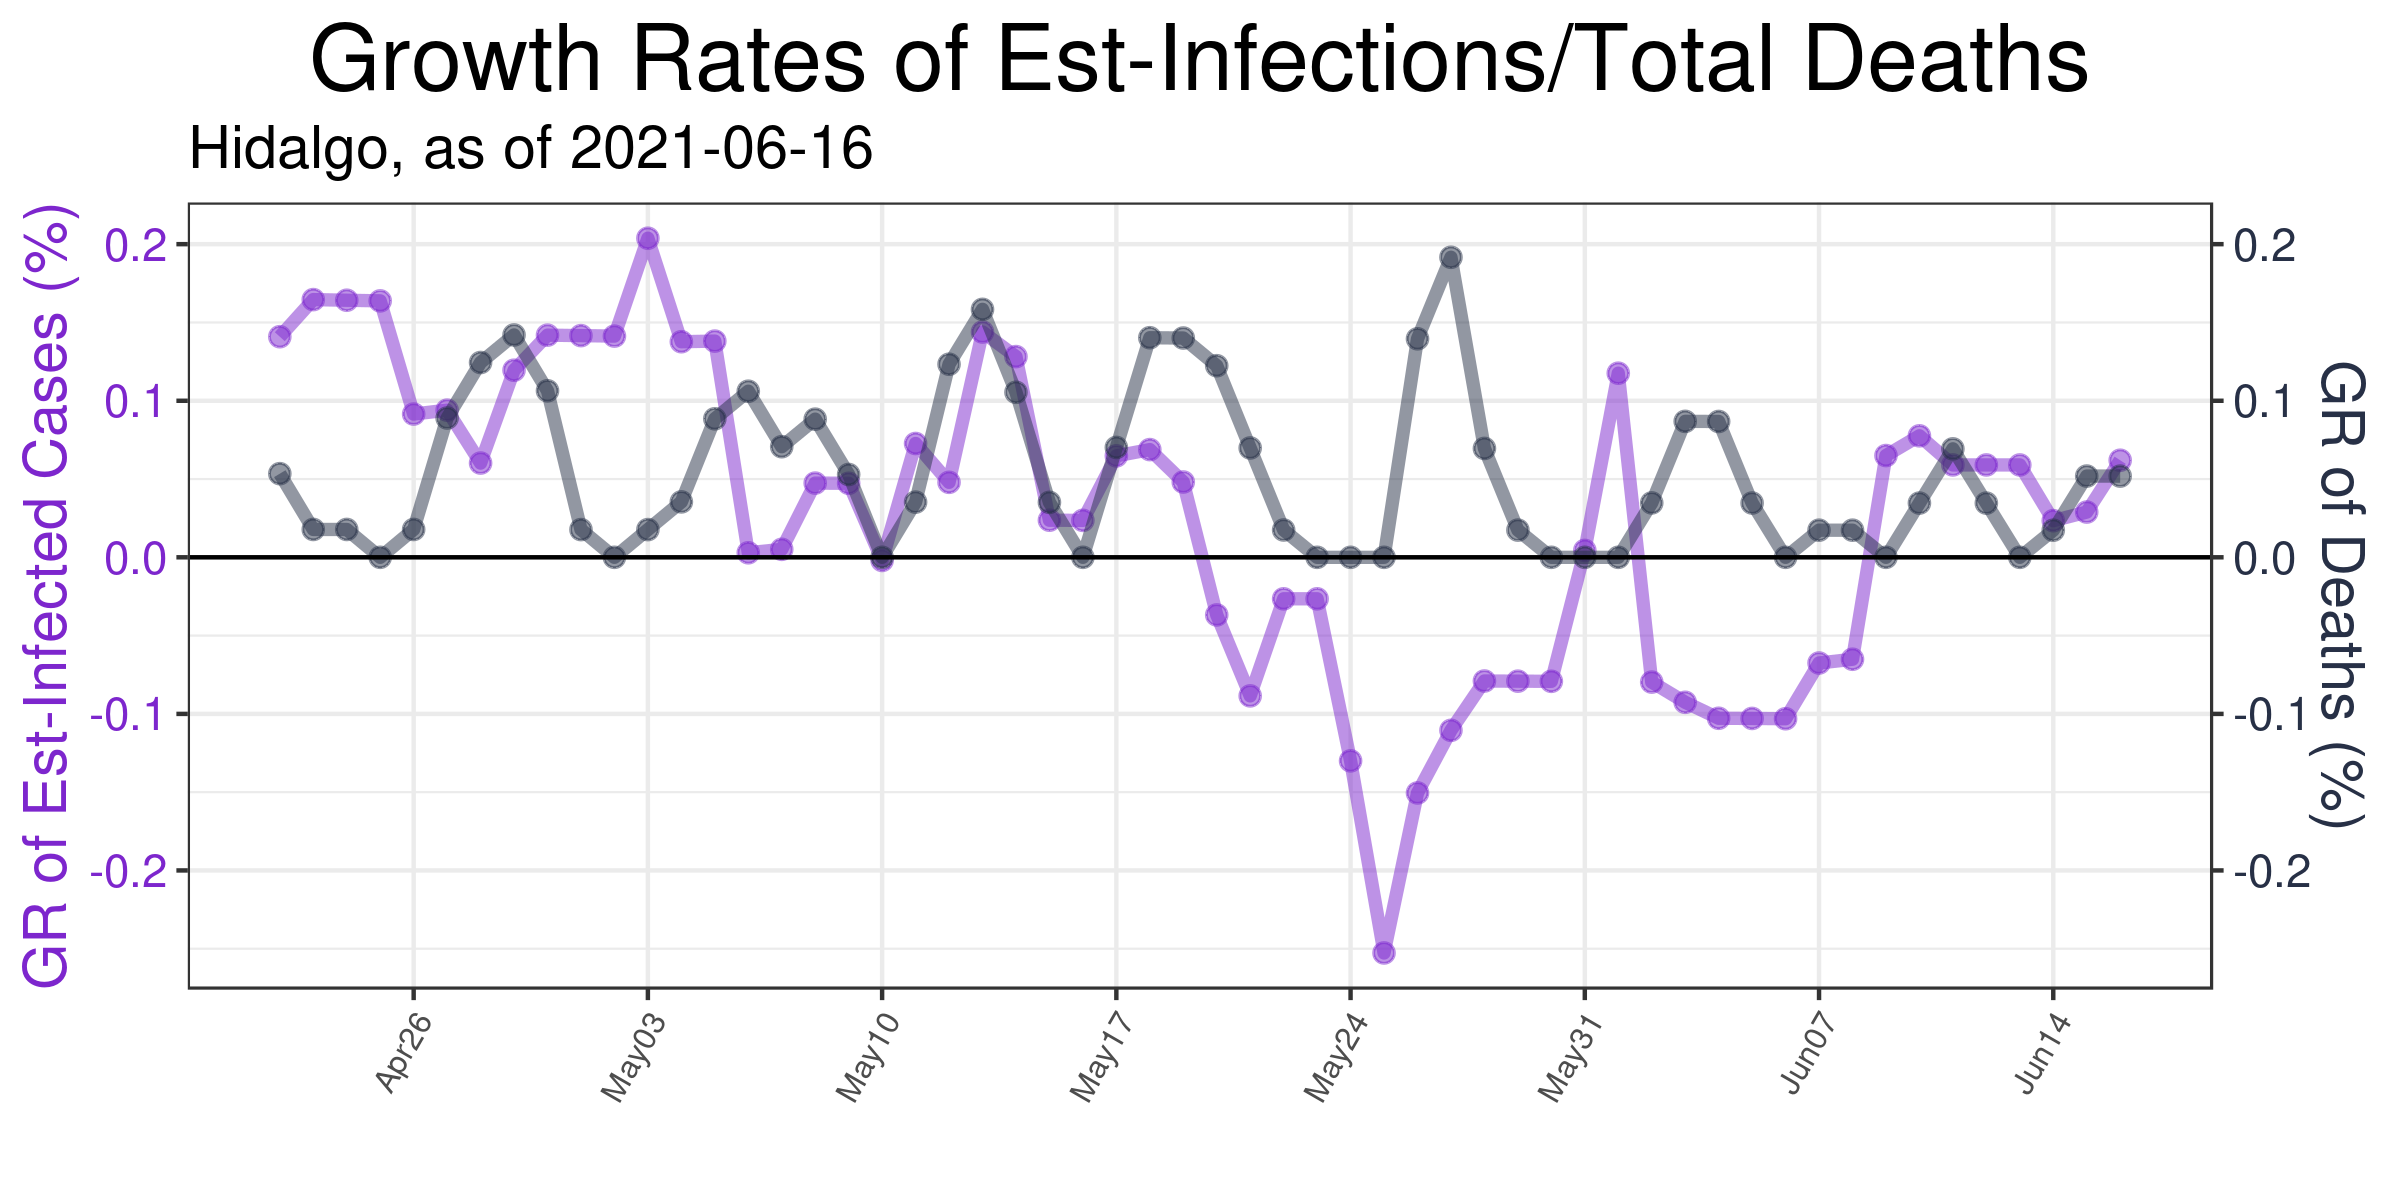 Growth Rates of Est-Infections/Total Deaths
Hidalgo, as of 2021-06-16
GR of Est-Infected Cases (%)
0.2
0.1
0.0
-0.1
-0.2
0.2
0.1
0.0
-0.1
-0.2
GR of Deaths (%)
Apr26
May03
May10
May17
May24
May31
Jun07
Jun14